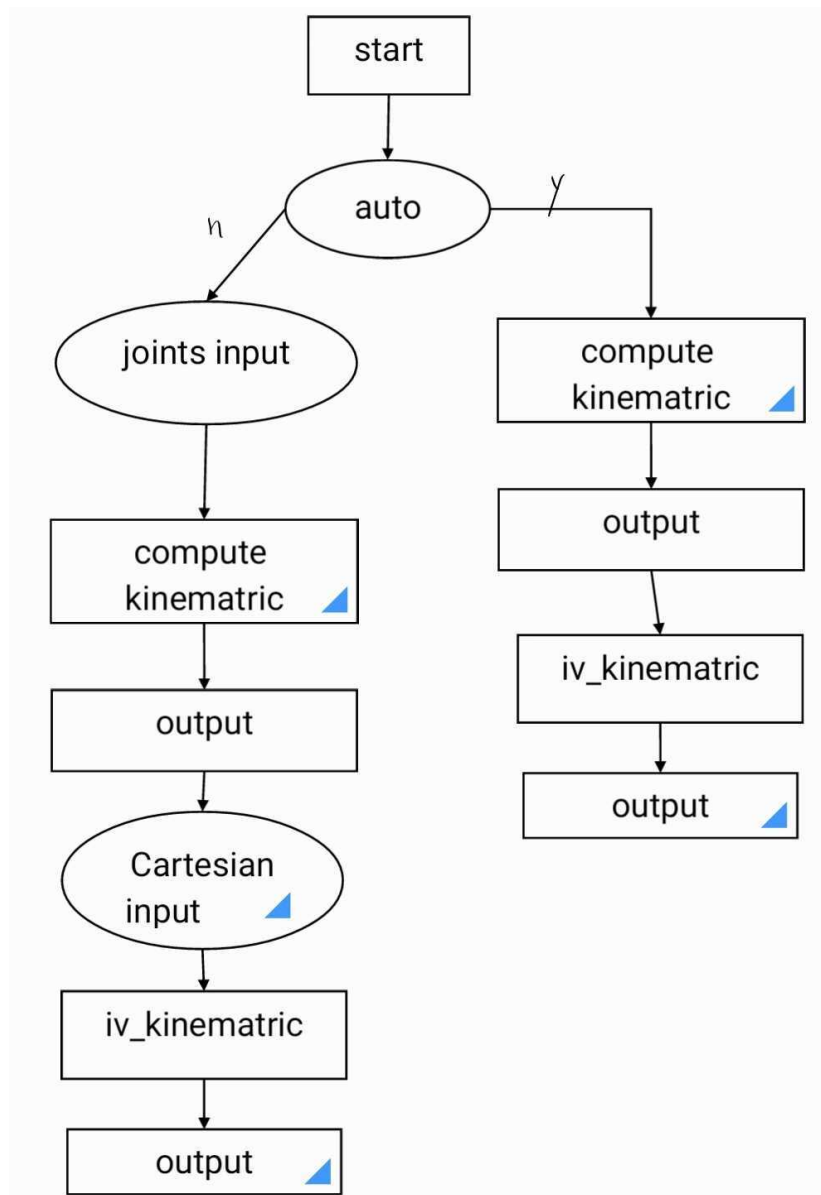 start
auto
n
y
joints input
compute
kinematric
output
Cartesian
input
iv_kinematric
output
compute
kinematric
output
iv_kinematric
output